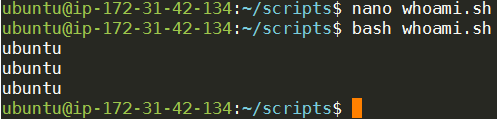 ubuntu@ip-172-31-42-134:~/scripts$ nano whoami.sh
ubuntu@ip-172-31-42-134:~/scripts$ bash whoami.sh
ubuntu
ubuntu
ubuntu
ubuntu@ip-172-31-42-134:~/scripts$